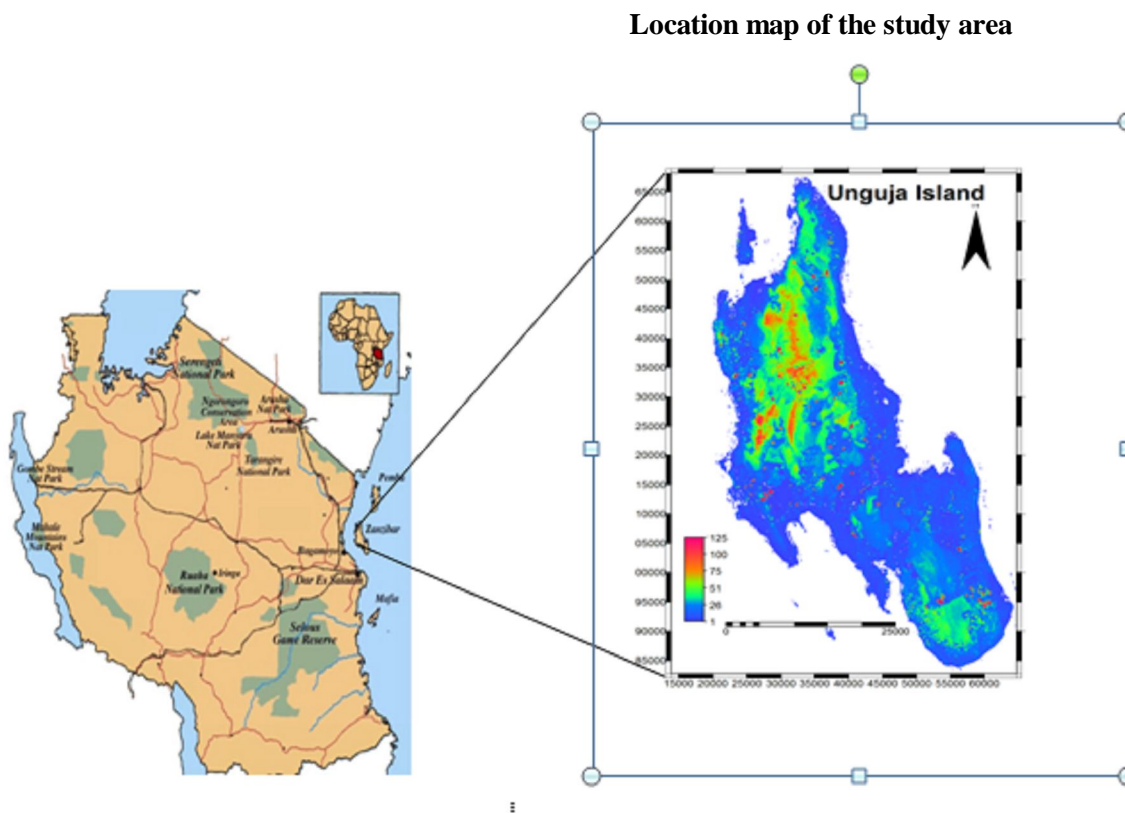 Location map of the study area
Unguja Island
65000
60000
55000
50000
45000
40000
35000
30000
25000
20000
15000
10000
05000
00000
95000
90000
85000
15000 20000 25000 30000 35000 40000 45000 50000 55000 60000
125
100
75
51
26
1
0
25000
Serengeti
National Park
Ngorongoro
Conservation
Area
Arusha
Nat Park
Arusha
Lake Manyara
Nat Park
Tarangire
National Park
Gombe Stream
Nat Park
Mahale
Mountains
Nat Park
Pemba
Zanzibar
Bagamoyo
Dar Es Salaam
Mafia
Ruaha
National Park
Iringa
Selous
Game Reserve